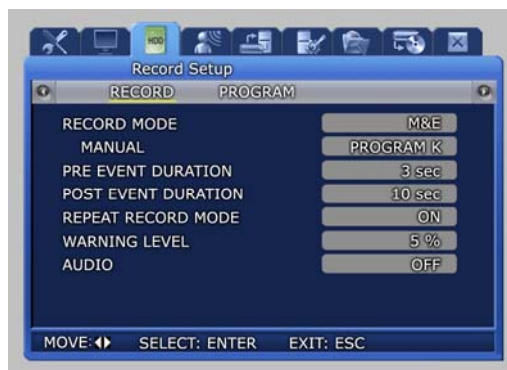 HDD
Record Setup
RECORD PROGRAM
RECORD MODE M&E
MANUAL PROGRAM K
PRE EVENT DURATION 3 sec
POST EVENT DURATION 10 sec
REPEAT RECORD MODE ON
WARNING LEVEL 5 %
AUDIO OFF
MOVE: SELECT: ENTER EXIT: ESC